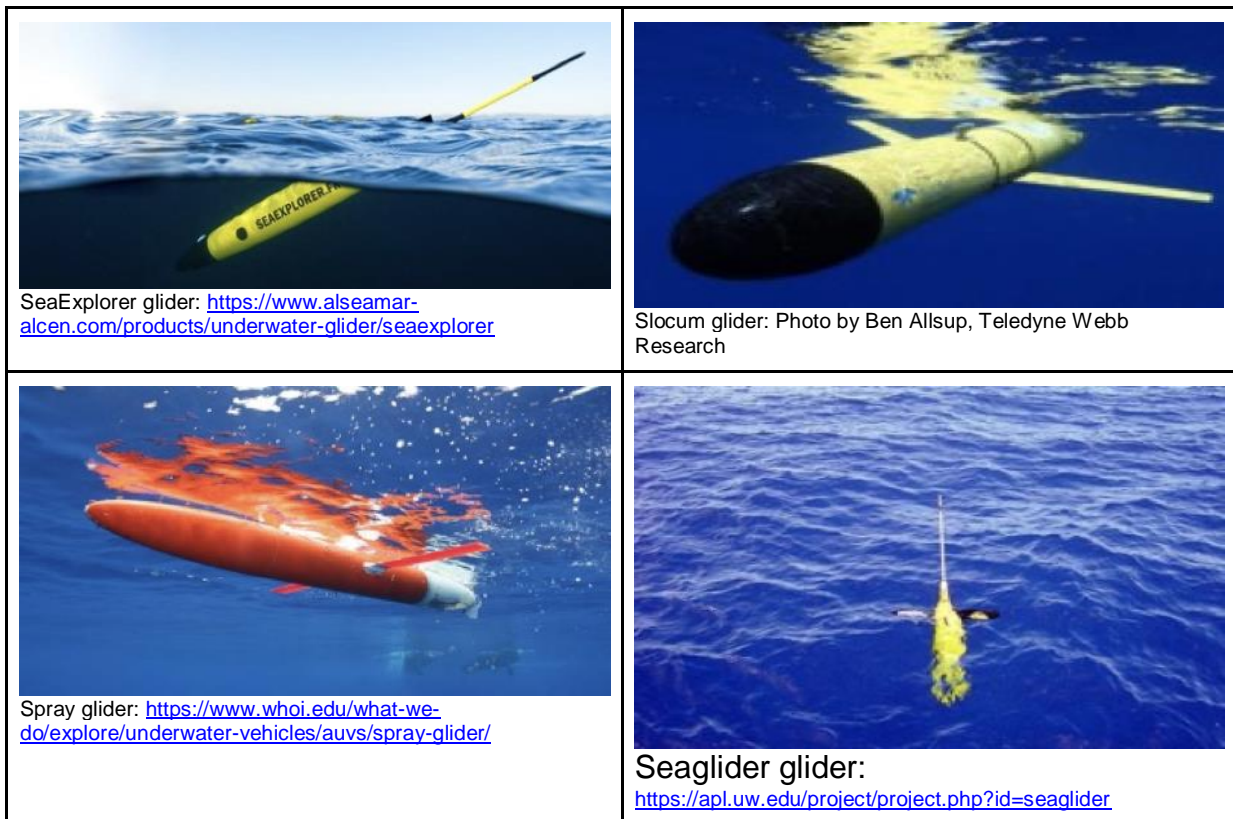 SEAEXPLORER.FR
SeaExplorer glider: https://www.alseamar-
alcen.com/products/underwater-glider/seaexplorer
Slocum glider: Photo by Ben Allsup, Teledyne Webb
Research
Spray glider: https://www.whoi.edu/what-we-
do/explore/underwater-vehicles/auvs/spray-glider/
Seaglider glider:
https://apl.uw.edu/project/project.php?id=seaglider